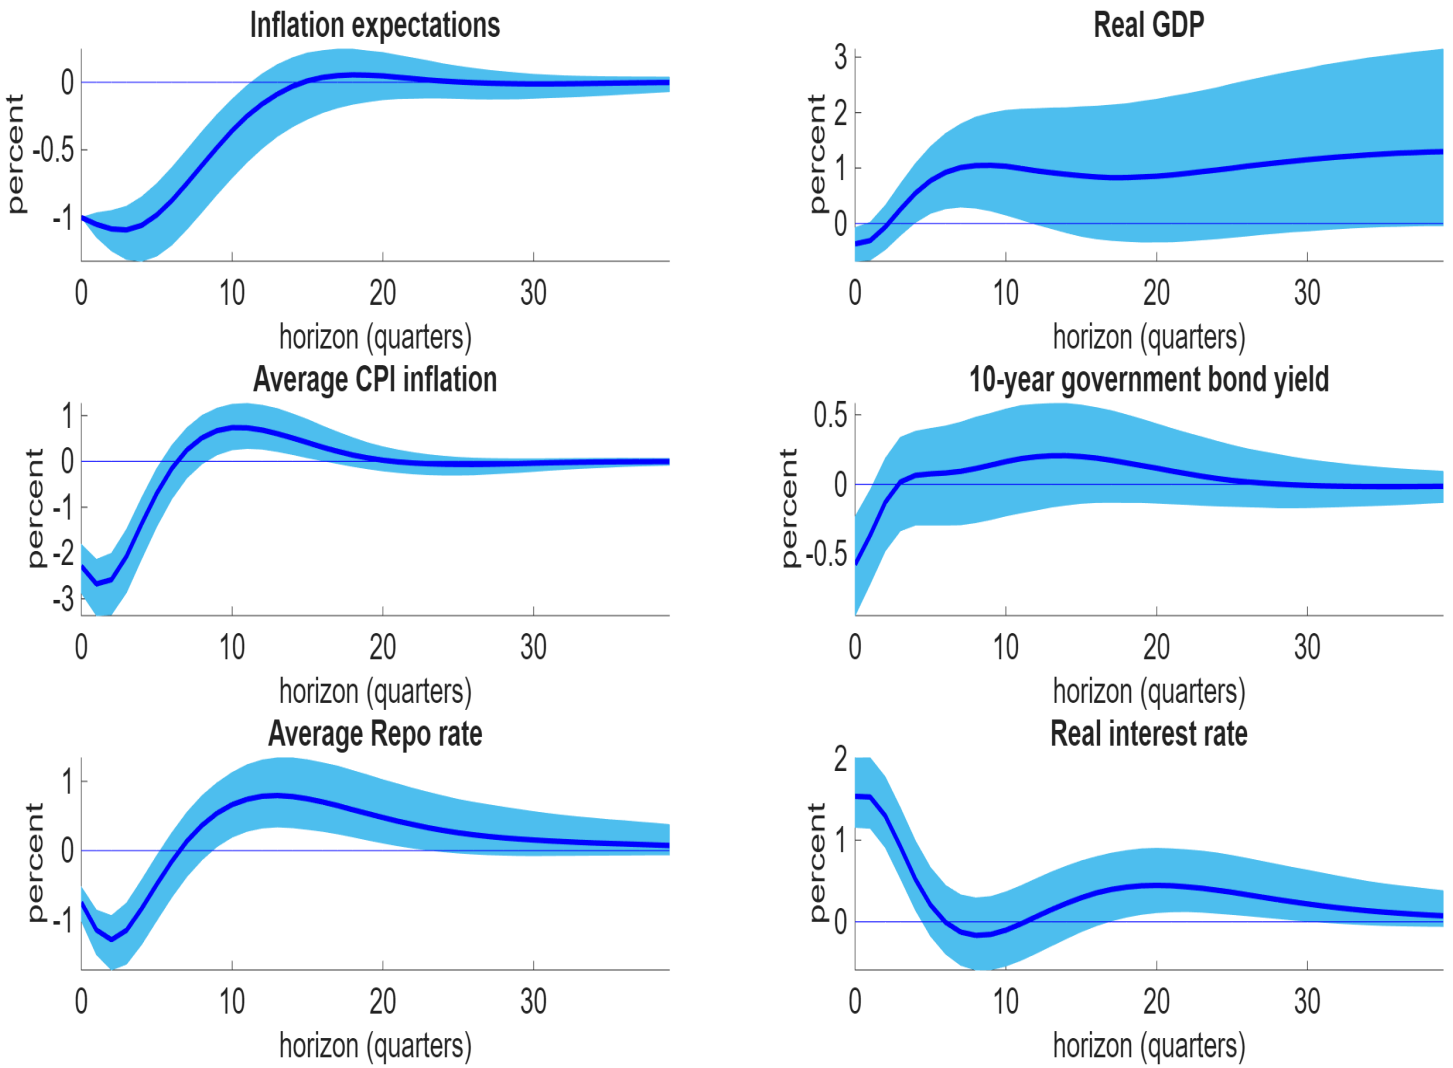 Inflation expectations
percent
0
-0.5
-1
0 10 20 30
horizon (quarters)
Real GDP
percent
3
2
1
0
0 10 20 30
horizon (quarters)
Average CPI inflation
percent
1
0
-1
-2
-3
0 10 20 30
horizon (quarters)
10-year government bond yield
percent
0.5
0
-0.5
0 10 20 30
horizon (quarters)
Average Repo rate
percent
1
0
-1
0 10 20 30
horizon (quarters)
Real interest rate
percent
2
1
0
0 10 20 30
horizon (quarters)